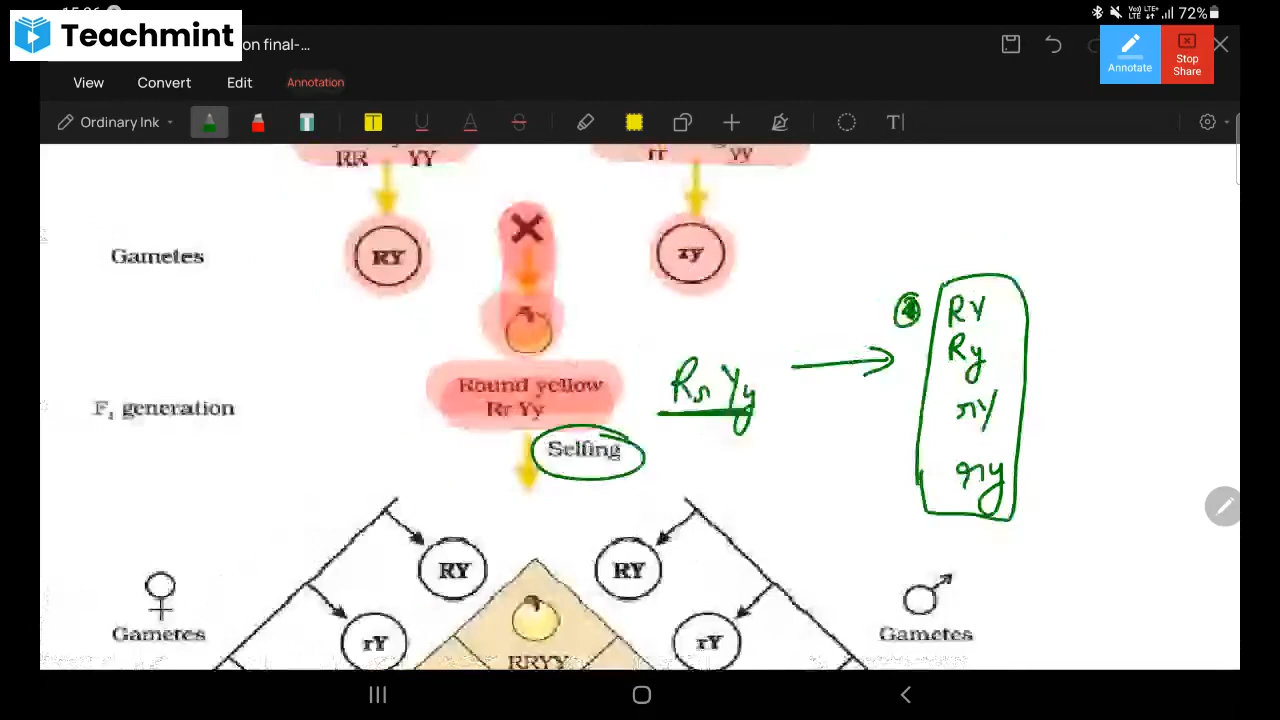 Teachmint
on final-...
72%
Annotate
Stop
Share
View Convert Edit Annotation
Ordinary Ink
RR YY
rr yy
Gametes
RY
ry
Round yellow
Rr Yy
F₁ generation
Selfing
Rr Yy
4
RY
Ry
rY
ry
RY
RY
rY
rY
RRYY
Gametes
Gametes